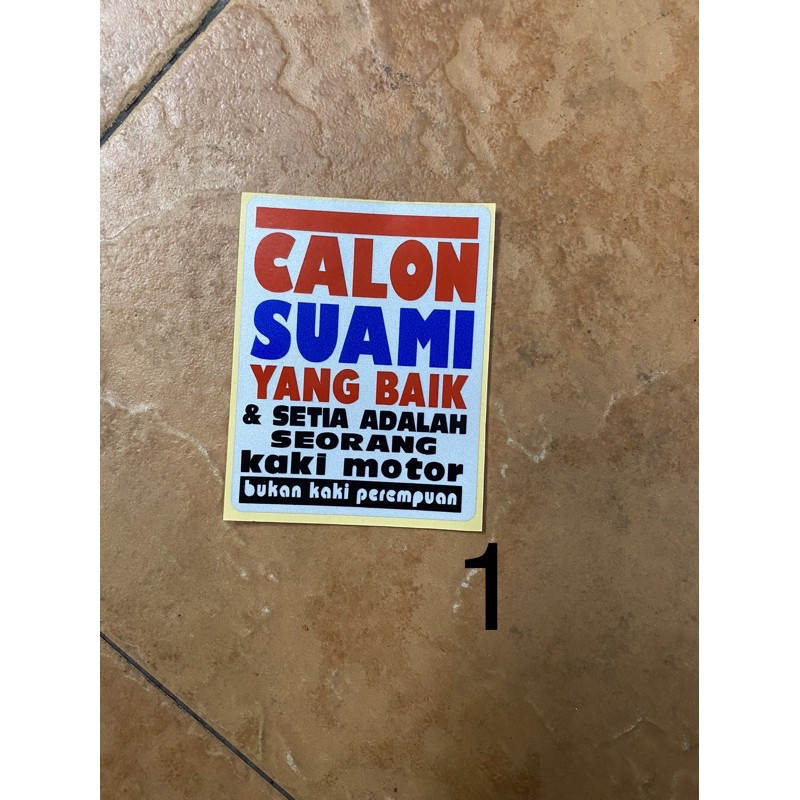 CALON
SUAMI
YANG BAIK
& SETIA ADALAH
SEORANG
kaki motor
bukan kaki perempuan
1